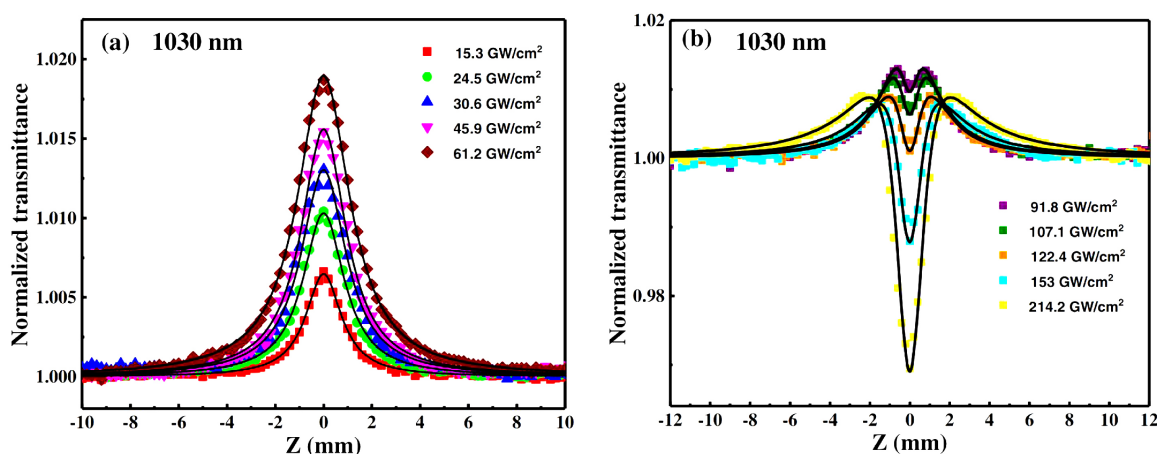 (a) 1030 nm
15.3 GW/cm²
24.5 GW/cm²
30.6 GW/cm²
45.9 GW/cm²
61.2 GW/cm²
Normalized transmittance
1.020
1.015
1.010
1.005
1.000
-10 -8 -6 -4 -2 0 2 4 6 8 10
Z (mm)
(b) 1030 nm
91.8 GW/cm²
107.1 GW/cm²
122.4 GW/cm²
153 GW/cm²
214.2 GW/cm²
Normalized transmittance
1.02
1.00
0.98
-12 -10 -8 -6 -4 -2 0 2 4 6 8 10 12
Z (mm)